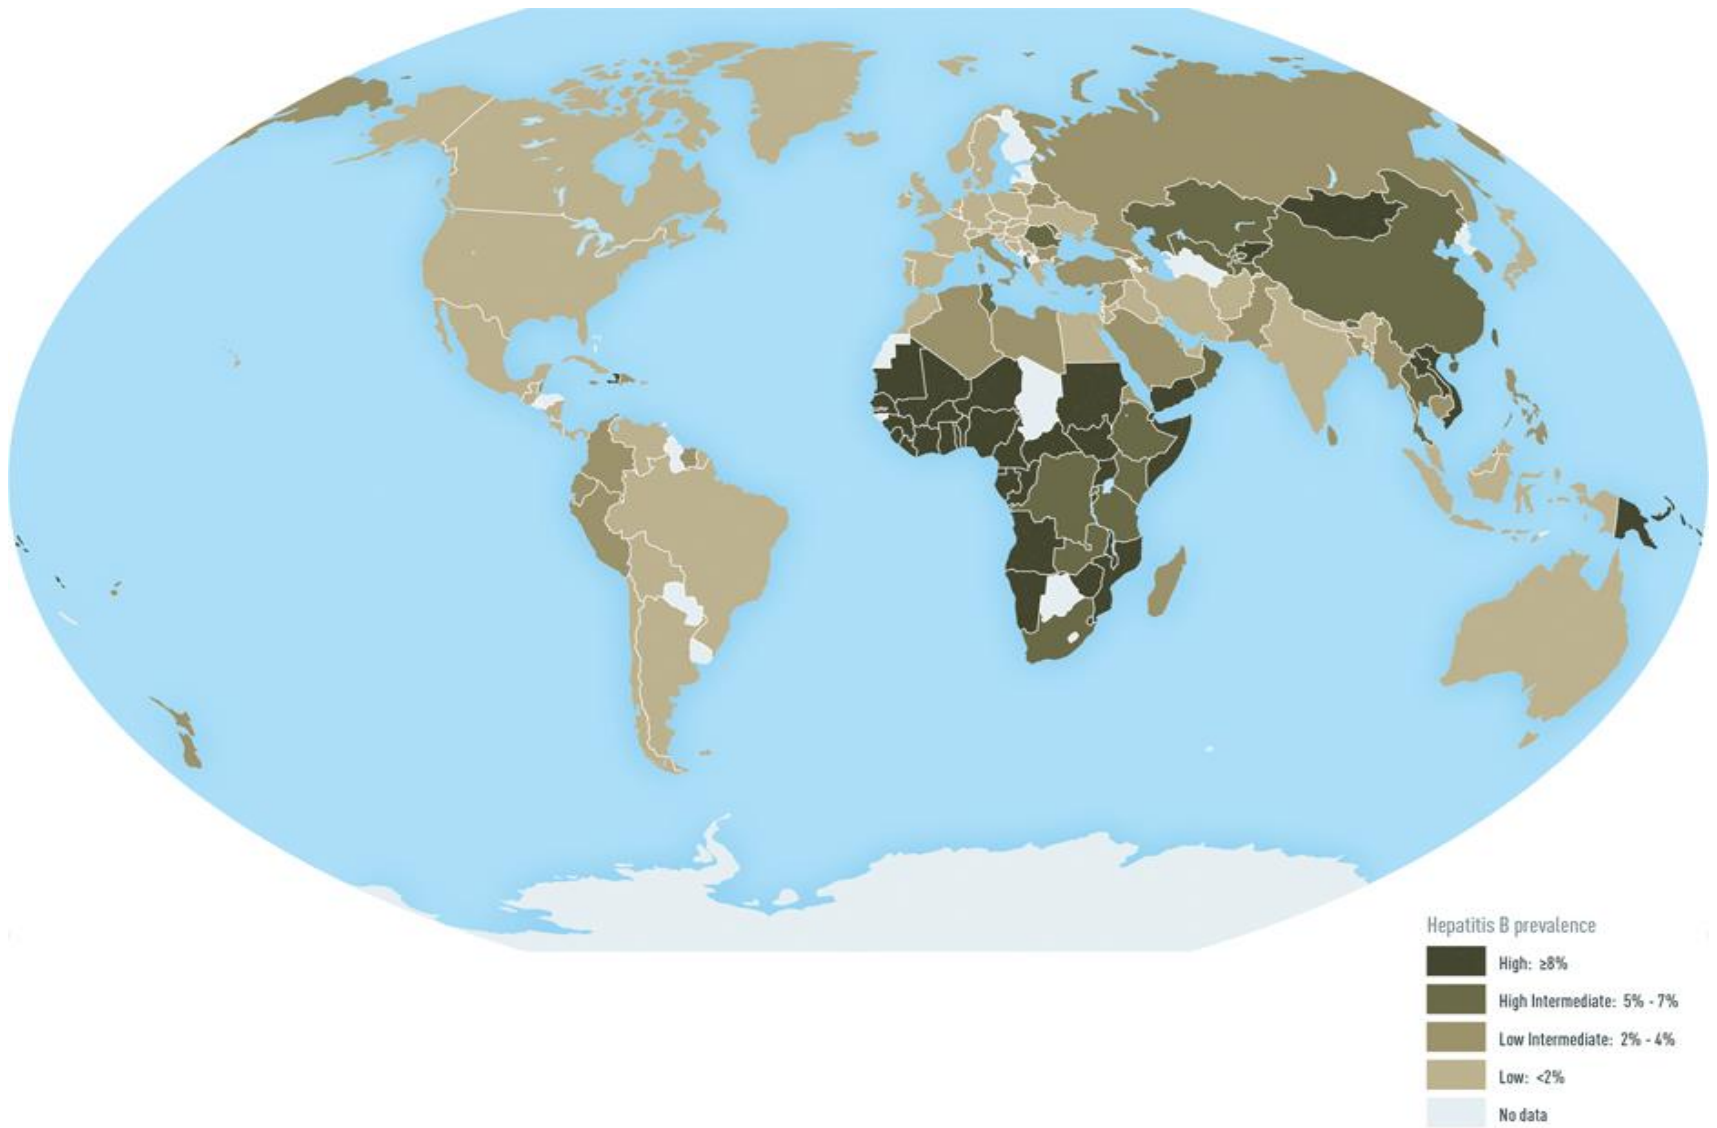 Hepatitis B prevalence
High: ≥8%
High Intermediate: 5% - 7%
Low Intermediate: 2% - 4%
Low: <2%
No data